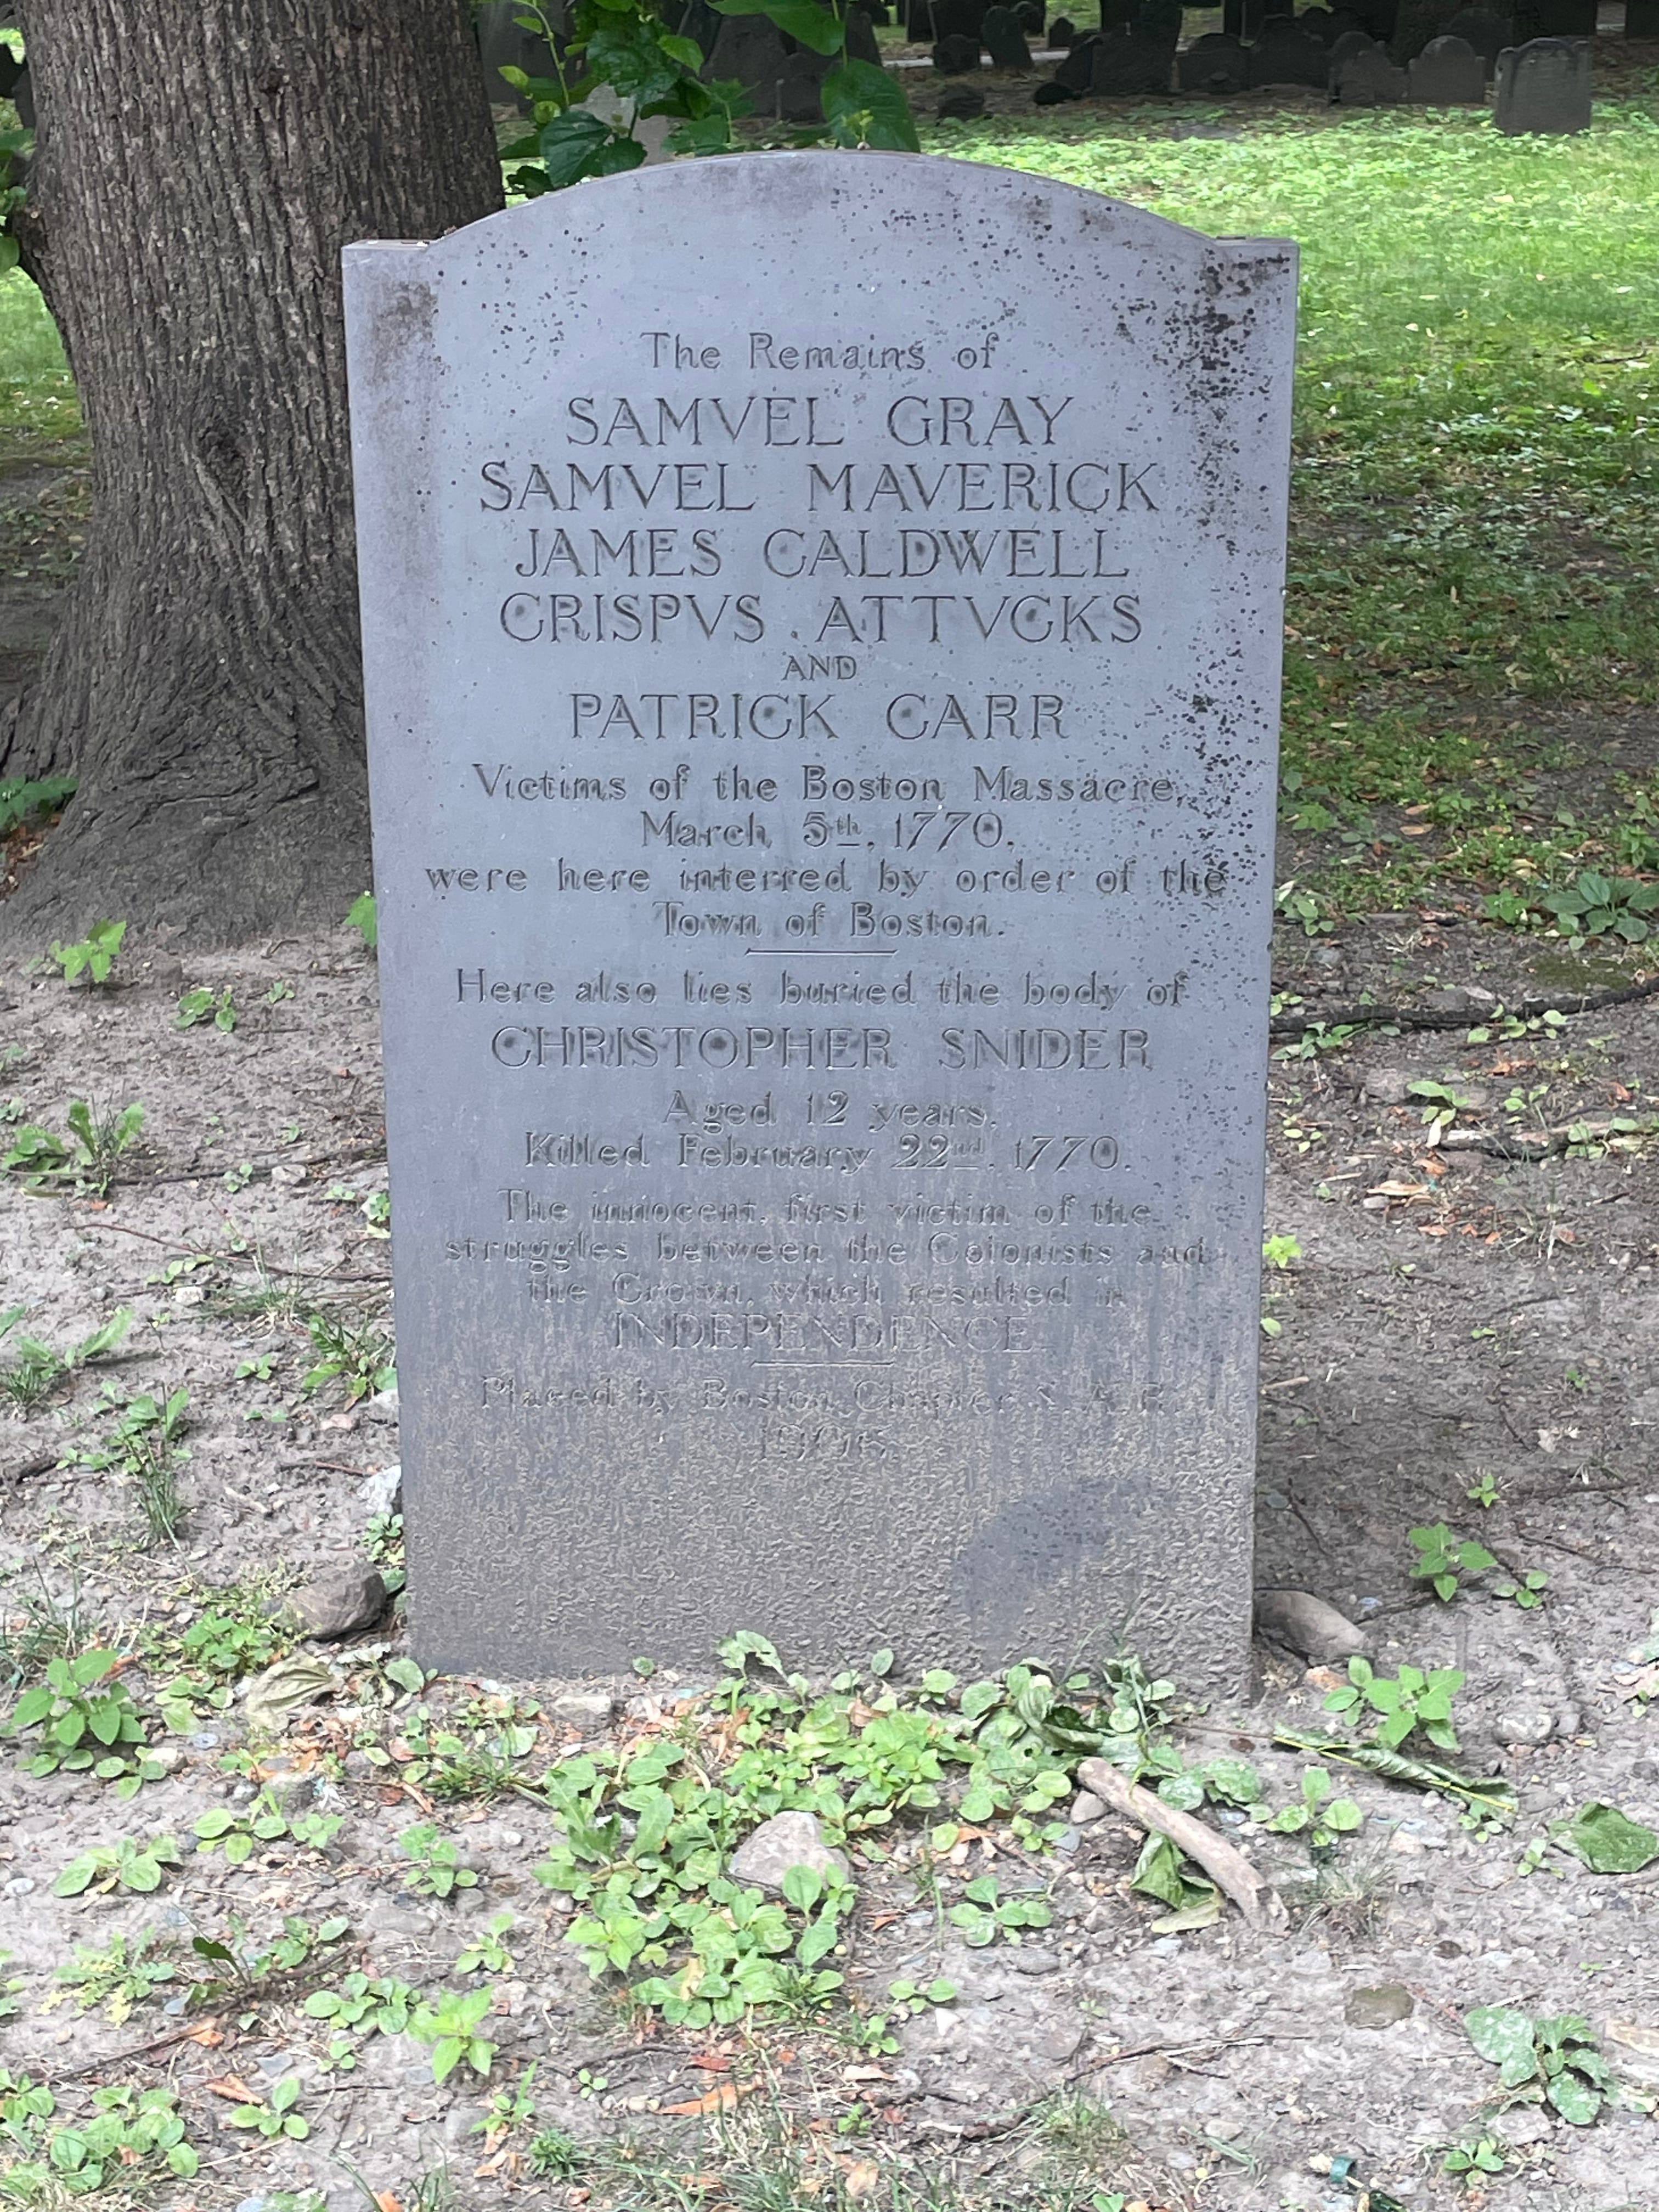 The Remains of
SAMVEL GRAY
SAMVEL MAVERICK
JAMES CALDWELL
CRISPVS . ATTVCKS
AND
PATRICK CARR
Victims of the Boston Massacre,
March 5th, 1770.
were here interred by order of the
Town of Boston.
Here also lies buried the body of
CHRISTOPHER SNIDER
Aged 12 years,
Killed February 22nd, 1770.
The innocent, first victim of the
struggles between the Colonists and
the Crown, which resulted in
INDEPENDENCE.
Placed by Boston Chapter S. A. R.
1906.